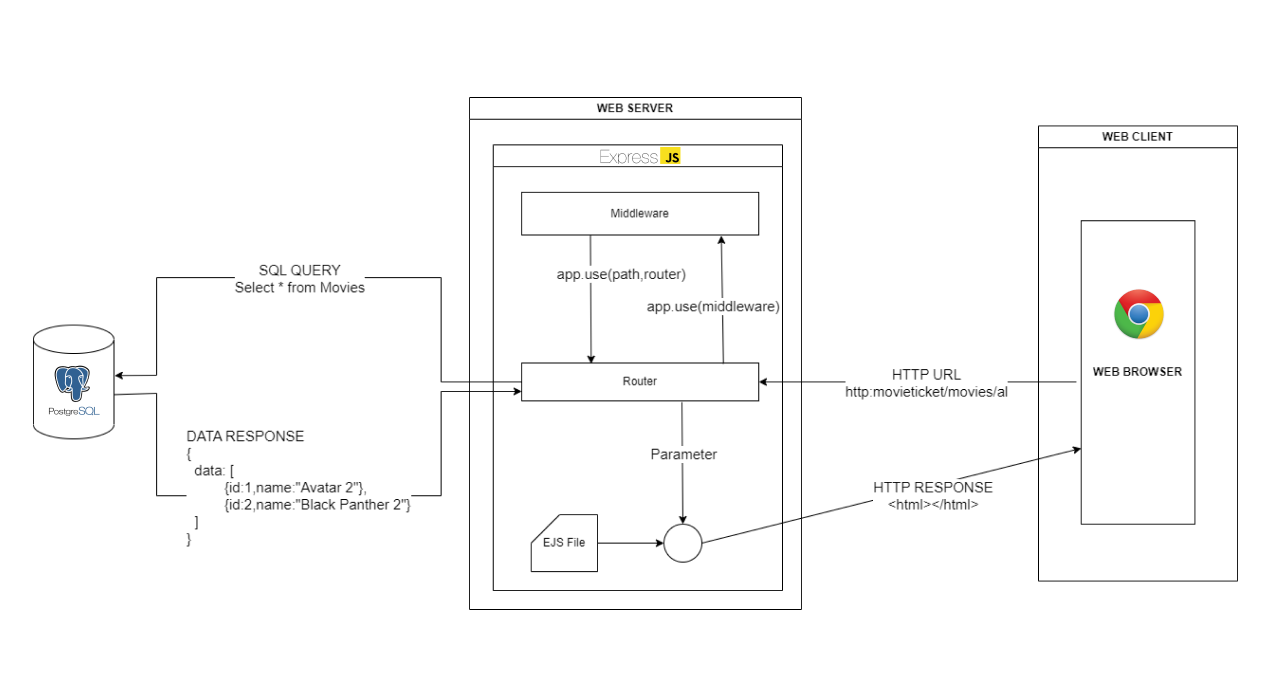 WEB SERVER
Express JS
Middleware
app.use(path,router)
app.use(middleware)
Router
Parameter
EJS File
SQL QUERY
Select * from Movies
PostgreSQL
DATA RESPONSE
{
data: [
{id:1,name:"Avatar 2"},
{id:2,name:"Black Panther 2"}
]
}
WEB CLIENT
WEB BROWSER
HTTP URL
http:movieticket/movies/al
HTTP RESPONSE
<html></html>